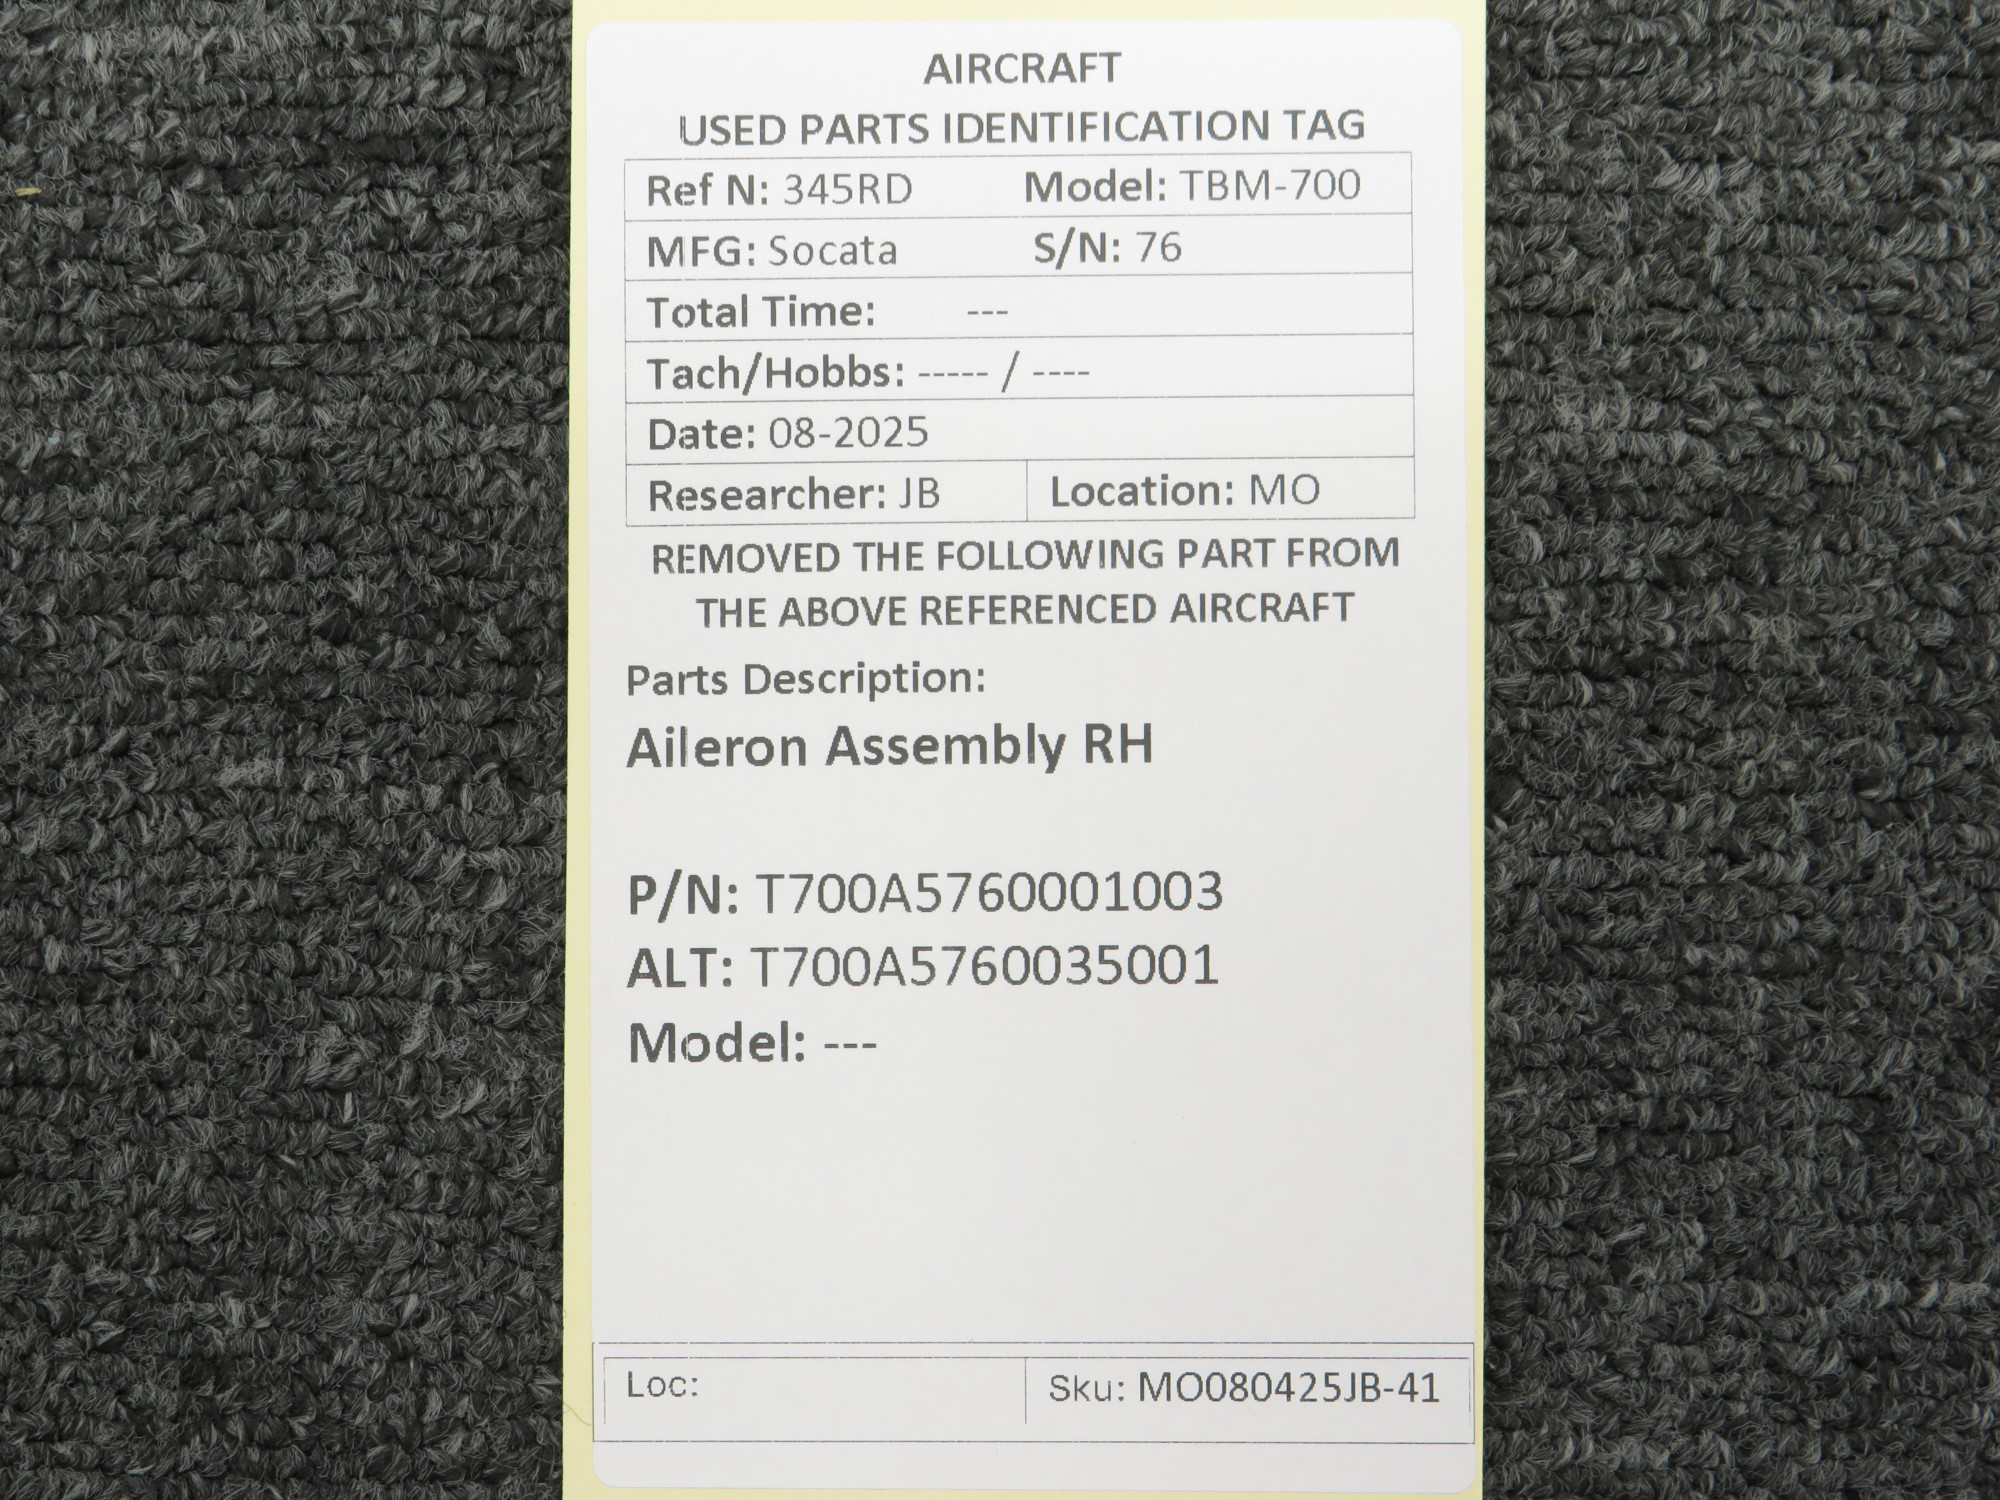 AIRCRAFT
USED PARTS IDENTIFICATION TAG
Ref N: 345RD Model: TBM-700
MFG: Socata S/N: 76
Total Time: ---
Tach/Hobbs: ----- / ----
Date: 08-2025
Researcher: JB Location: MO
REMOVED THE FOLLOWING PART FROM
THE ABOVE REFERENCED AIRCRAFT
Parts Description:
Aileron Assembly RH
P/N: T700A5760001003
ALT: T700A5760035001
Model: ---
Loc: Sku: MO080425JB-41